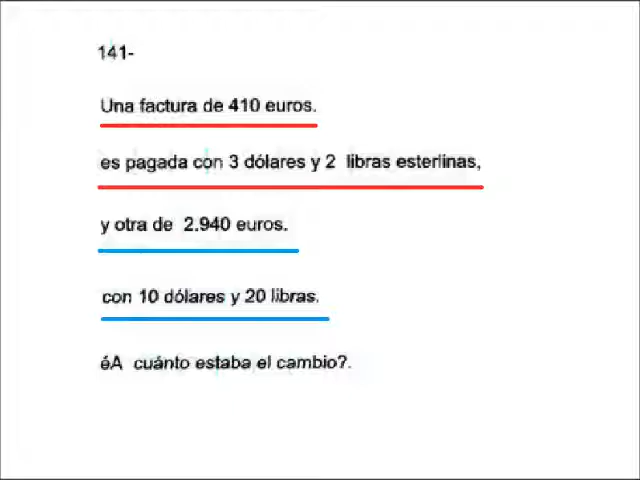 141-
Una factura de 410 euros.
es pagada con 3 dólares y 2 libras esterlinas,
y otra de 2.940 euros.
con 10 dólares y 20 libras.
éA cuánto estaba el cambio?.